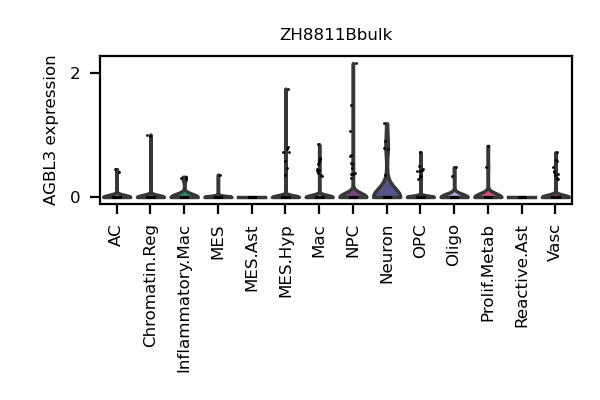 ZH8811Bbulk
AGBL3 expression
2
0
AC
Chromatin.Reg
Inflammatory.Mac
MES
MES.Ast
MES.Hyp
Mac
NPC
Neuron
OPC
Oligo
Prolif.Metab
Reactive.Ast
Vasc